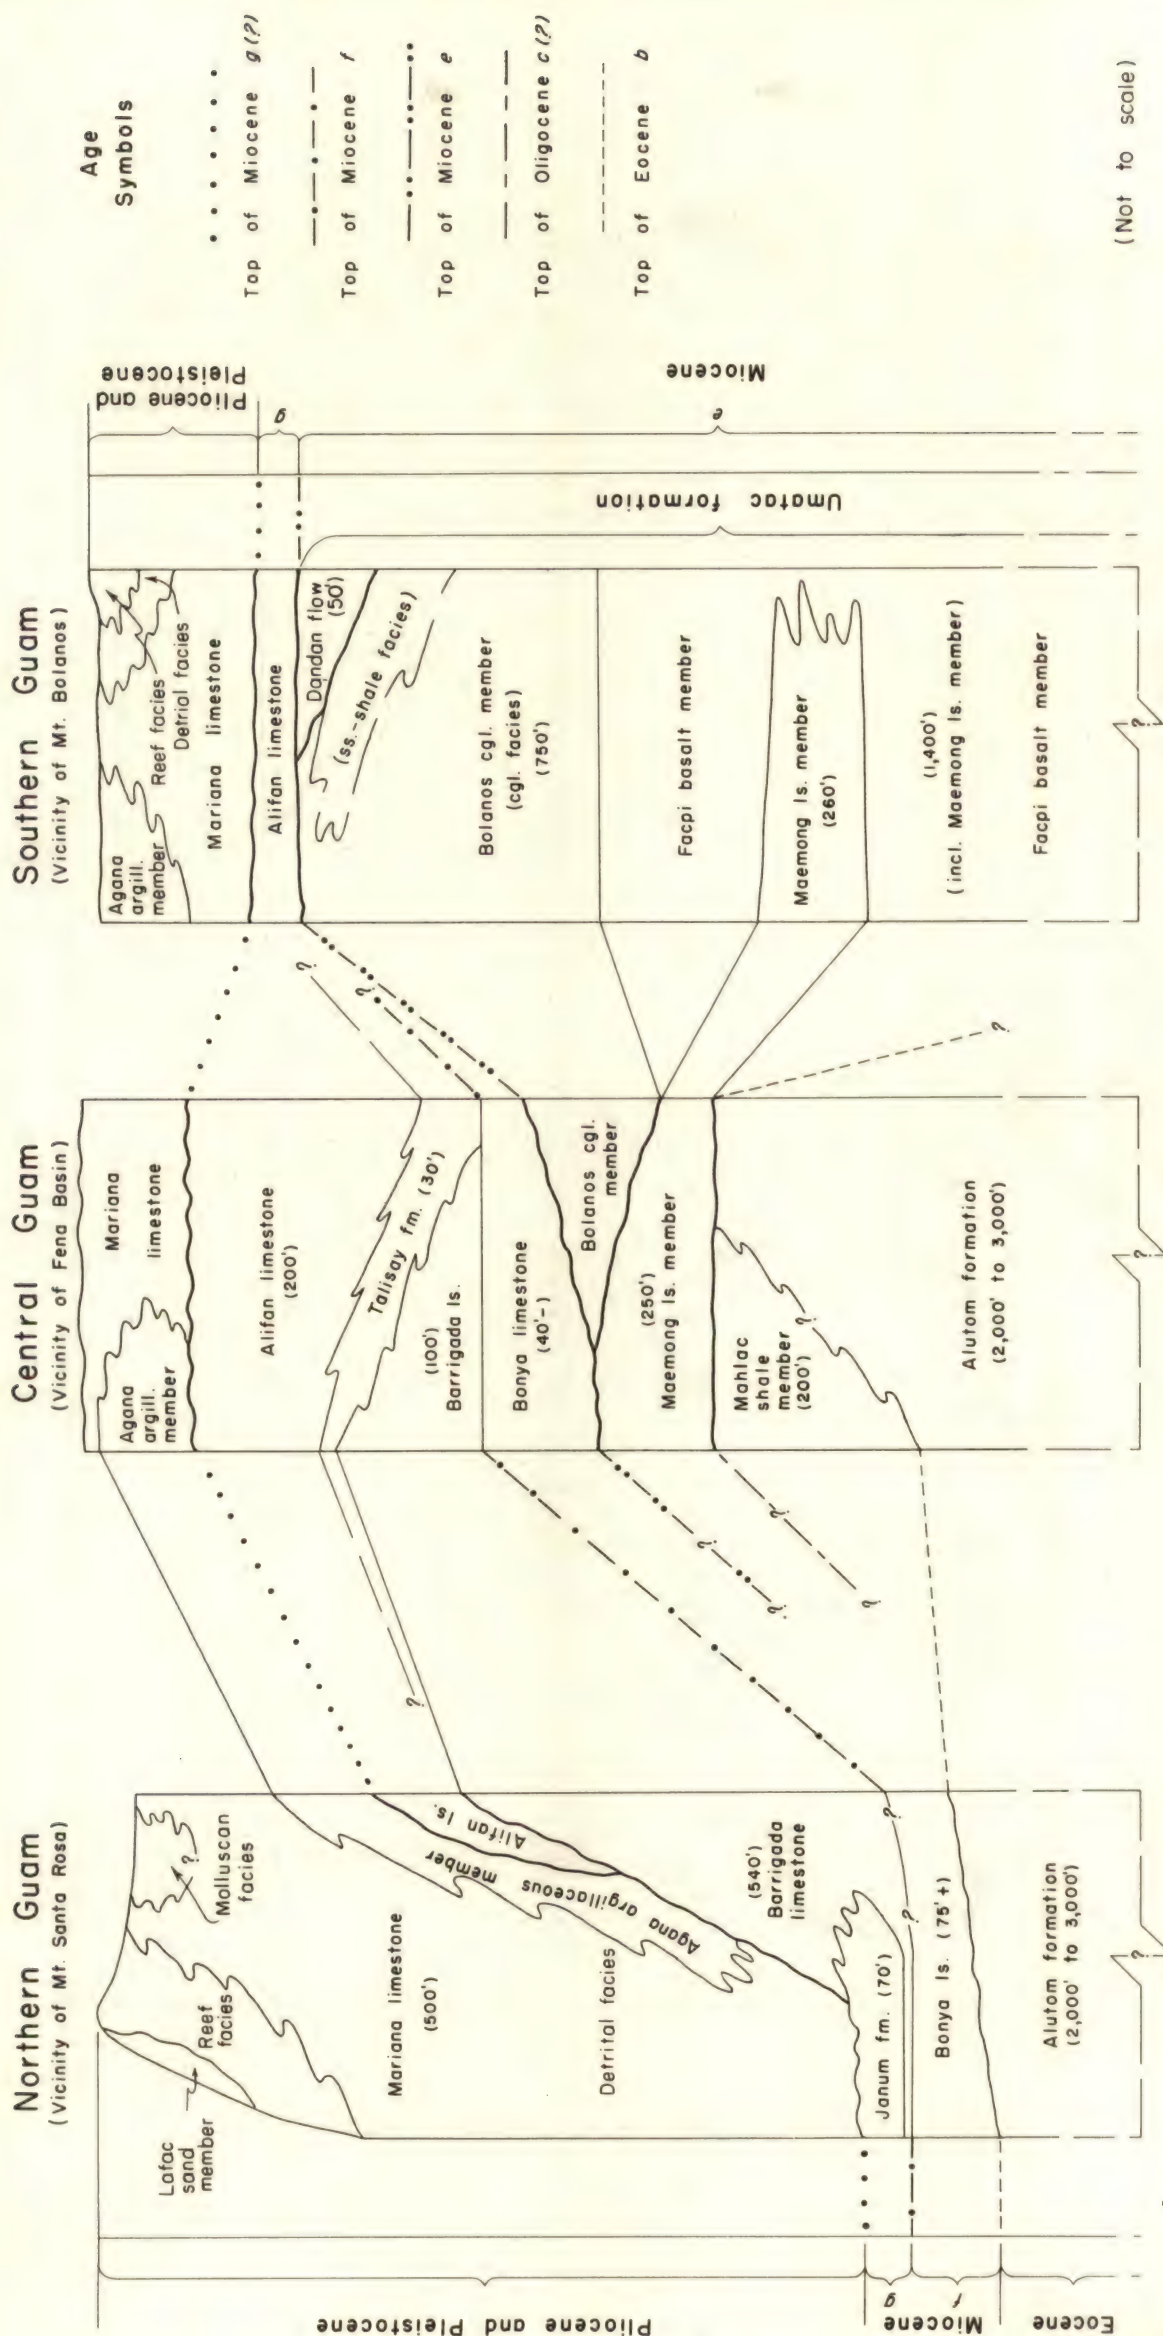 Northern Guam
(Vicinity of Mt. Santa Rosa)
Lafac
sand
member
Reef
facies
?
Molluscan
facies
Mariana limestone
(500')
Detrital facies
Agana argillaceous
member
Alifan ls.
(540')
Barrigada
limestone
Janum fm. (70')
?
?
Bonya ls. (75'+)
Alutom formation
(2,000' to 3,000')
?
Pliocene and Pleistocene
g
f
Miocene
Eocene
?
?
?
?
?
Central Guam
(Vicinity of Fena Basin)
Mariana
limestone
Agana
argill.
member
Alifan limestone
(200')
Talisay fm. (30')
(100')
Barrigada ls.
Bonya limestone
(40'-)
Bolanos cgl.
member
(250')
Maemong ls. member
Mahlac
shale
member
(200')
?
?
Alutom formation
(2,000' to 3,000')
?
?
?
?
Southern Guam
(Vicinity of Mt. Bolanos)
Agana
argill.
member
Reef facies
Detrial facies
Mariana limestone
Alifan limestone
Dandan flow
(50')
(ss.-shale facies)
Bolanos cgl. member
(cgl. facies)
(750')
Facpi basalt member
Maemong ls. member
(260')
(1,400')
(incl. Maemong ls. member)
Facpi basalt member
?
Umatac formation
Pliocene and
Pleistocene
g
e
Miocene
Age
Symbols
Top of Miocene g(?)
Top of Miocene f
Top of Miocene e
Top of Oligocene c(?)
Top of Eocene b
(Not to scale)